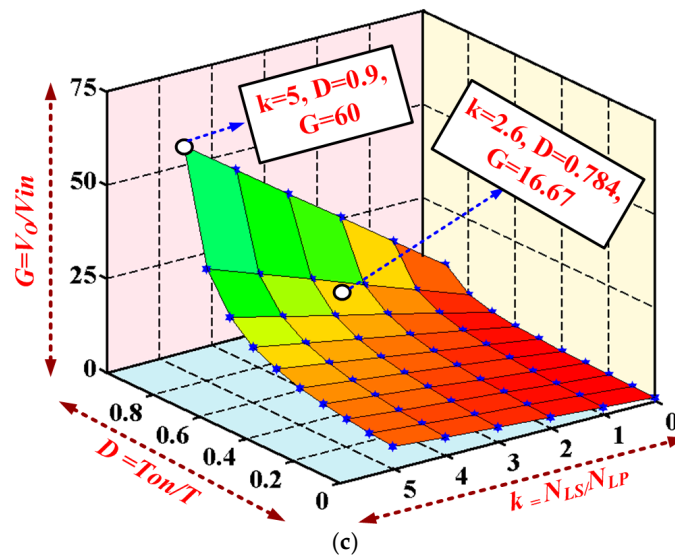 75
50
25
0
G=VO/Vin
k=5, D=0.9,
G=60
k=2.6, D=0.784,
G=16.67
0.8
0.6
0.4
0.2
0
D =Ton/T
5
4
3
2
1
0
k = NLS/NLP
(c)